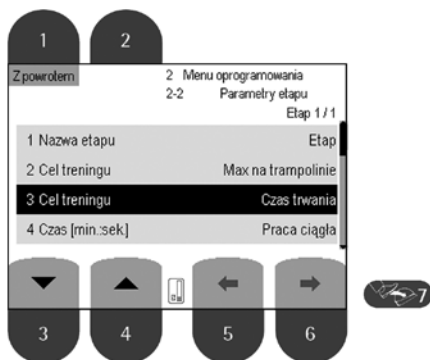 1 2
Z powrotem 2 Menu oprogramowania
2-2 Parametry etapu
Etap 1 / 1
1 Nazwa etapu Etap
2 Cel treningu Max na trampolinie
3 Cel treningu Czas trwania
4 Czas [min.:sek.] Praca ciągła
7
3 4 5 6